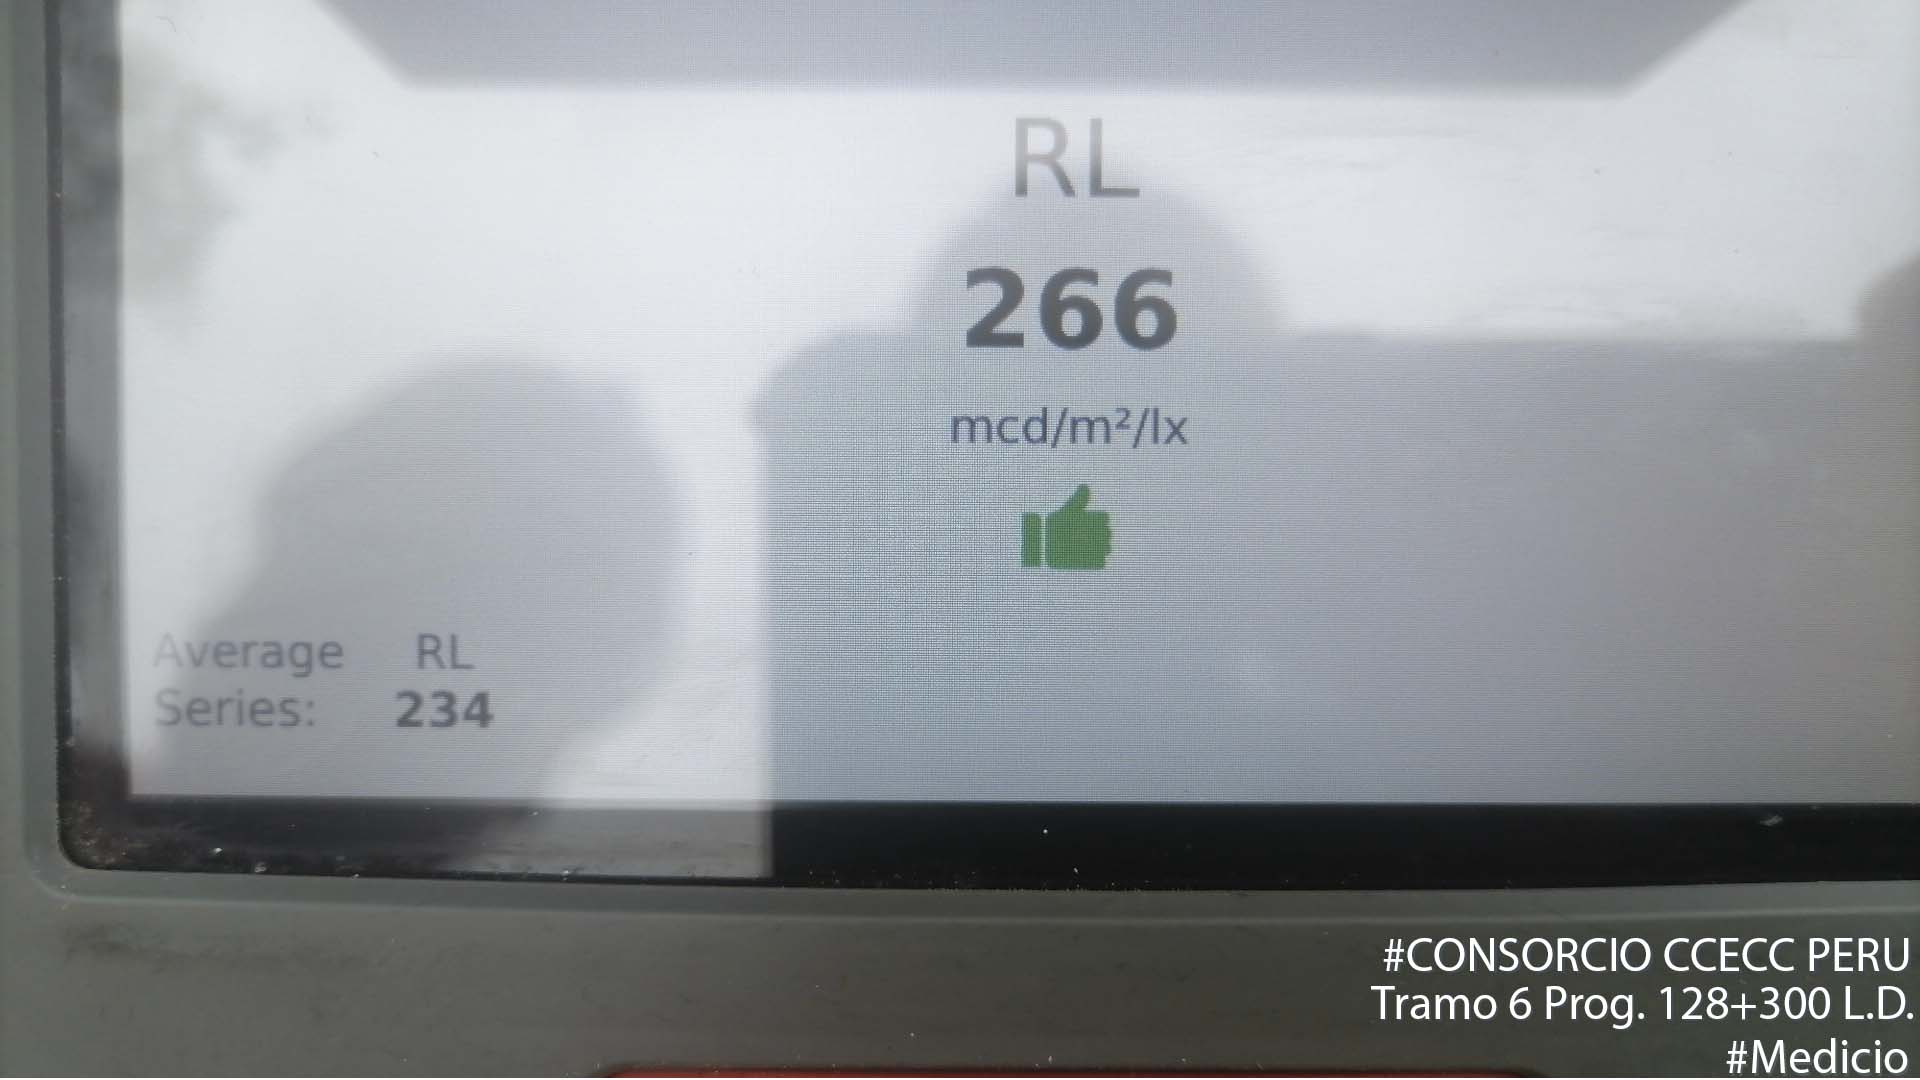 RL
266
mcd/m²/lx
Average RL
Series: 234
#CONSORCIO CCECC PERU
Tramo 6 Prog. 128+300 L.D.
#Medicio